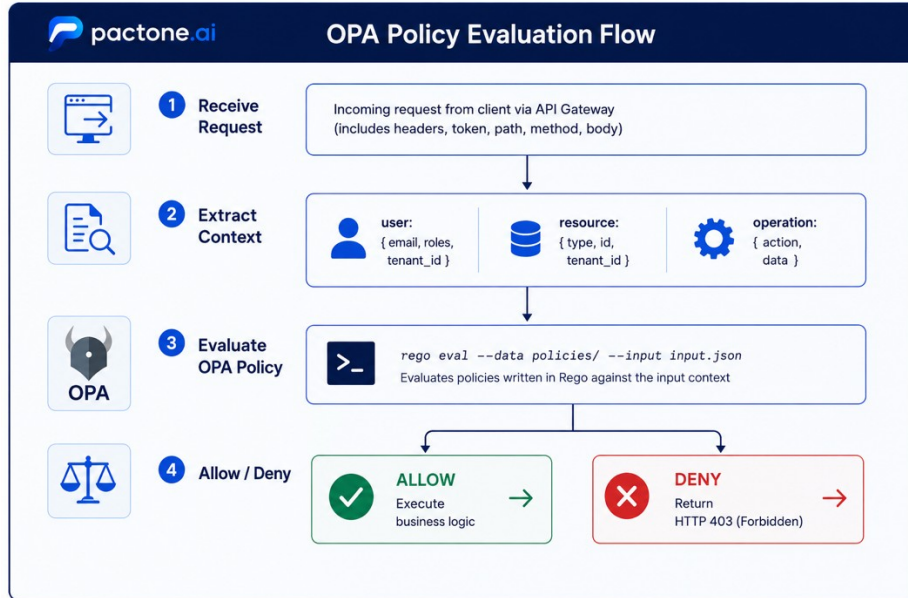 pactone.ai
OPA Policy Evaluation Flow
1
Receive
Request
Incoming request from client via API Gateway
(includes headers, token, path, method, body)
2
Extract
Context
user:
{ email, roles,
tenant_id }
resource:
{ type, id,
tenant_id }
operation:
{ action,
data }
OPA
3
Evaluate
OPA Policy
>_
rego eval --data policies/ --input input.json
Evaluates policies written in Rego against the input context
4
Allow / Deny
ALLOW
Execute
business logic
DENY
Return
HTTP 403 (Forbidden)